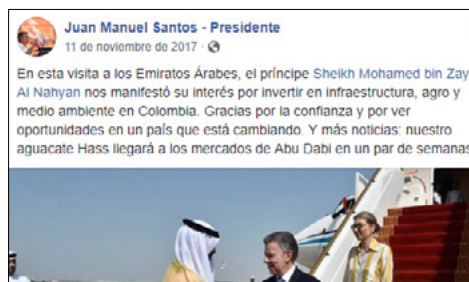 Juan Manuel Santos - Presidente
11 de noviembre de 2017 ·
En esta visita a los Emiratos Árabes, el príncipe Sheikh Mohamed bin Zay
Al Nahyan nos manifestó su interés por invertir en infraestructura, agro y
medio ambiente en Colombia. Gracias por la confianza y por ver
oportunidades en un país que está cambiando. Y más noticias: nuestro
aguacate Hass llegará a los mercados de Abu Dabi en un par de semanas